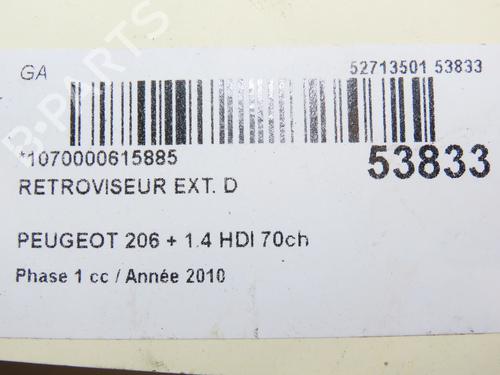 GA 52713501 53833
*1070000615885 53833
RETROVISEUR EXT. D
PEUGEOT 206 + 1.4 HDI 70ch
Phase 1 cc / Année 2010
B-PARTS